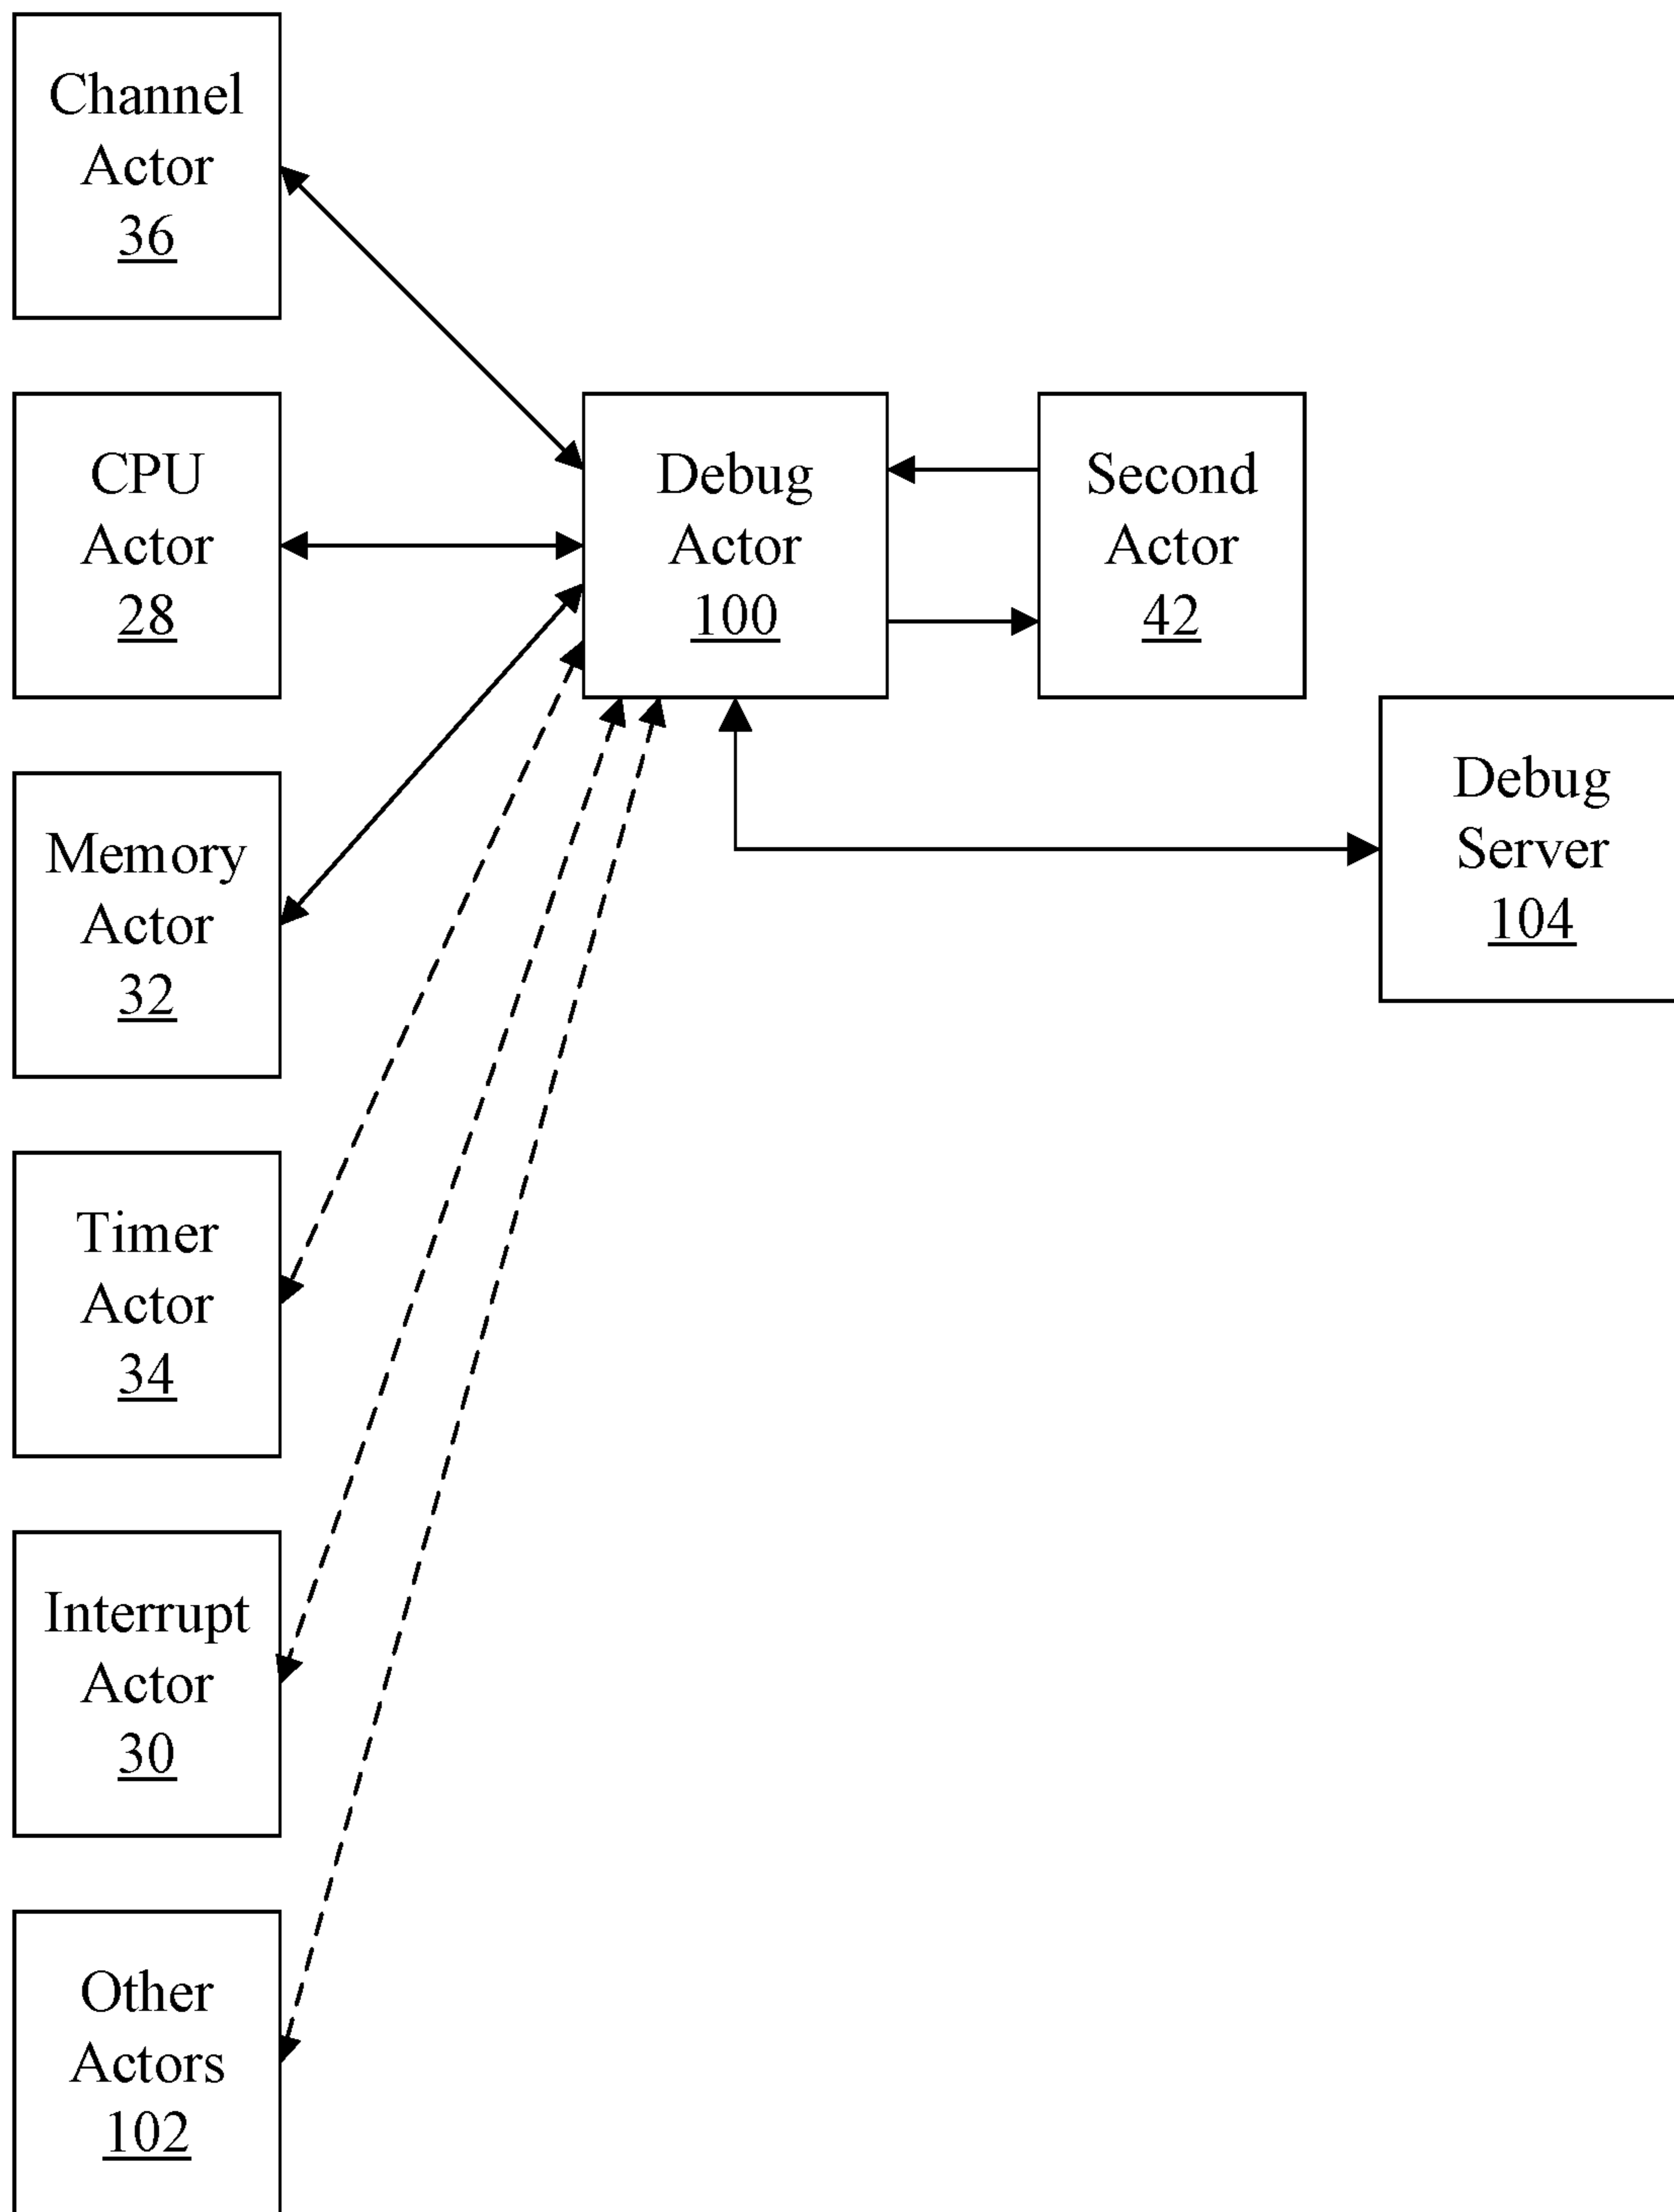 Channel
Actor
36
CPU
Actor
28
Debug
Actor
100
Second
Actor
42
Debug
Server
104
Memory
Actor
32
Timer
Actor
34
Interrupt
Actor
30
Other
Actors
102